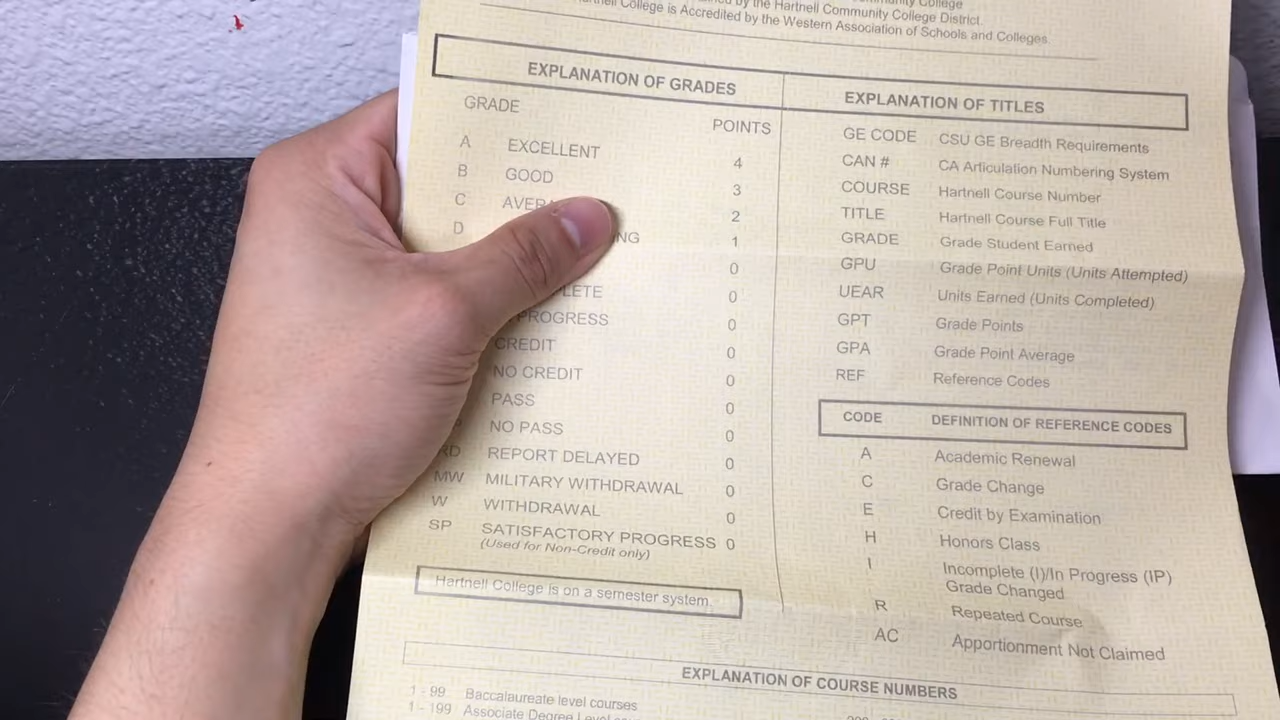 by the Hartnell Community College District.
Hartnell College is Accredited by the Western Association of Schools and Colleges.
EXPLANATION OF GRADES
GRADE
POINTS
A EXCELLENT 4
B GOOD 3
C 2
D 1
0
0
PROGRESS 0
CREDIT 0
NO CREDIT 0
PASS 0
NO PASS 0
REPORT DELAYED 0
MW MILITARY WITHDRAWAL 0
W WITHDRAWAL 0
SP SATISFACTORY PROGRESS 0
(Used for Non-Credit only)
Hartnell College is on a semester system.
EXPLANATION OF TITLES
GE CODE CSU GE Breadth Requirements
CAN # CA Articulation Numbering System
COURSE Hartnell Course Number
TITLE Hartnell Course Full Title
GRADE Grade Student Earned
GPU Grade Point Units (Units Attempted)
UEAR Units Earned (Units Completed)
GPT Grade Points
GPA Grade Point Average
REF Reference Codes
CODE DEFINITION OF REFERENCE CODES
A Academic Renewal
C Grade Change
E Credit by Examination
H Honors Class
I Incomplete (I)/In Progress (IP)
Grade Changed
R Repeated Course
AC Apportionment Not Claimed
EXPLANATION OF COURSE NUMBERS
1 - 99 Baccalaureate level courses
1 - 199 Associate Degree Level